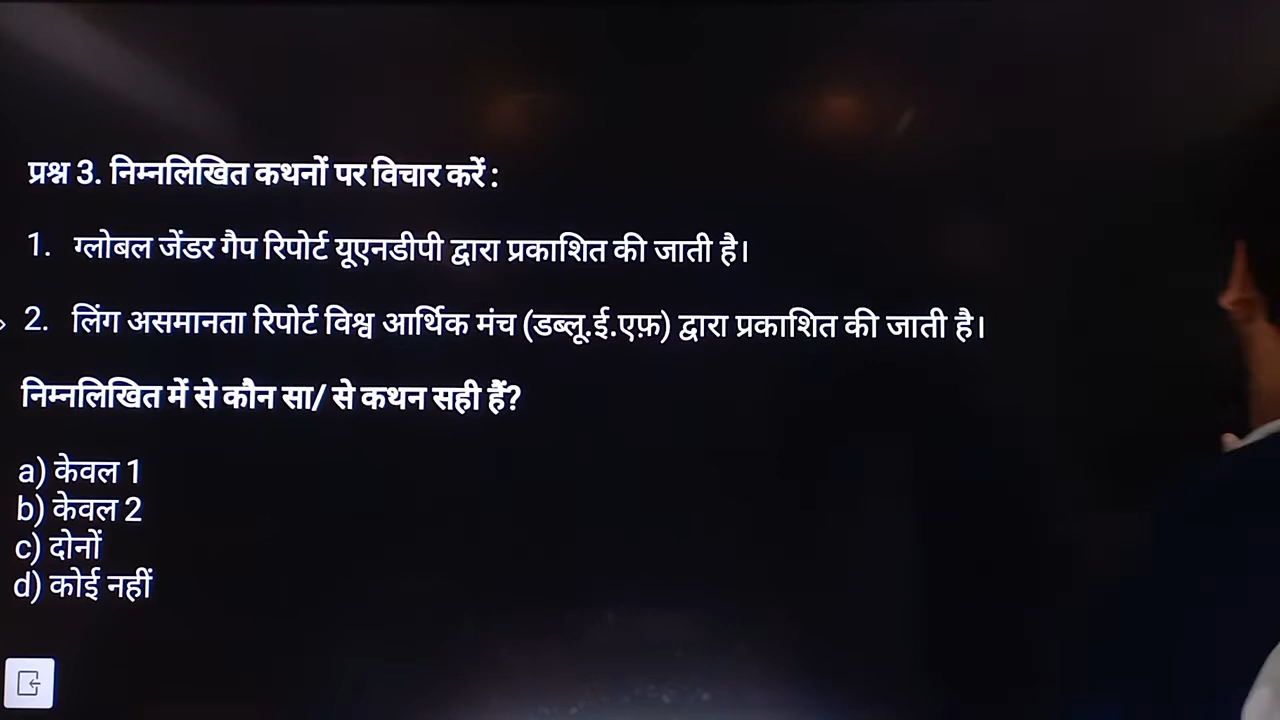 प्रश्न 3. निम्नलिखित कथनों पर विचार करें :
1. ग्लोबल जेंडर गैप रिपोर्ट यूएनडीपी द्वारा प्रकाशित की जाती है।
2. लिंग असमानता रिपोर्ट विश्व आर्थिक मंच (डब्लू.ई.एफ़) द्वारा प्रकाशित की जाती है।
निम्नलिखित में से कौन सा/ से कथन सही हैं?
a) केवल 1
b) केवल 2
c) दोनों
d) कोई नहीं